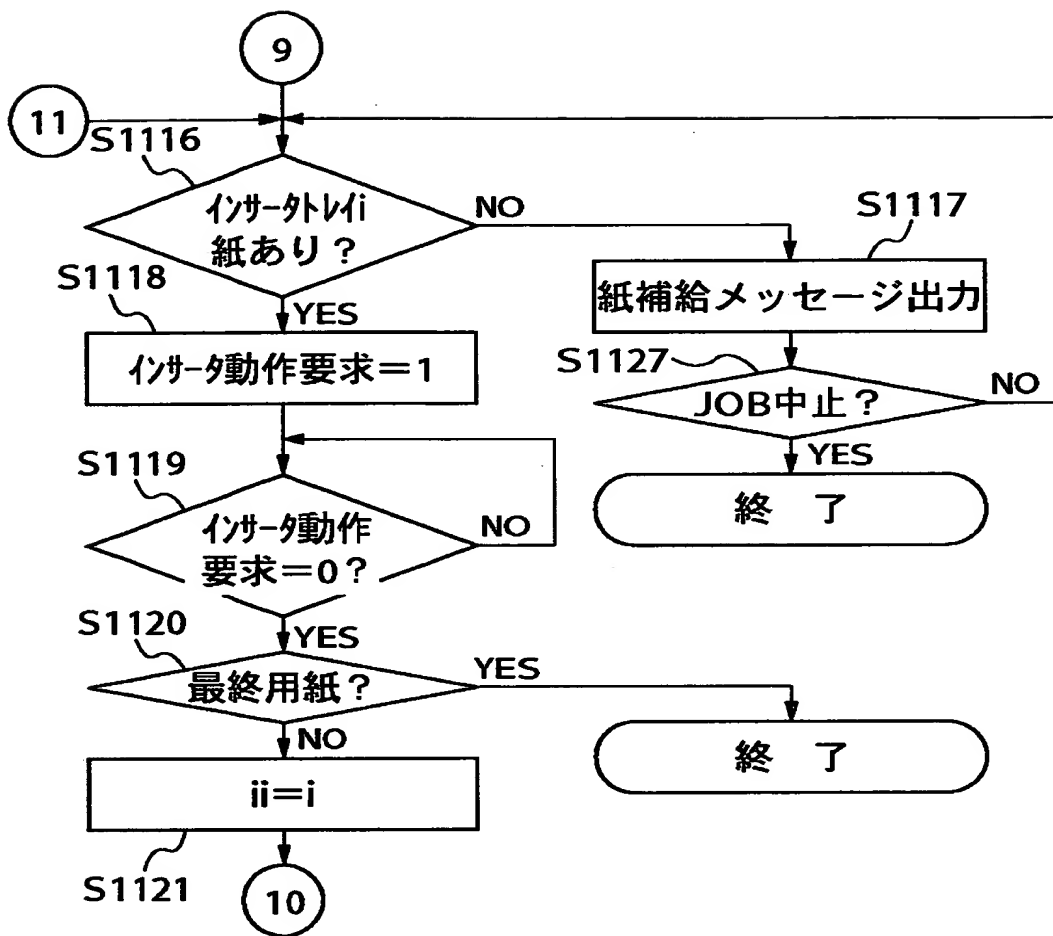 9
11
S1116
インサータトレイi
紙あり？
NO
S1117
紙補給メッセージ出力
S1118
YES
インサータ動作要求＝1
S1127
JOB中止？
NO
YES
終 了
S1119
インサータ動作
要求＝0？
NO
S1120
YES
最終用紙？
YES
終 了
NO
ii＝i
S1121
10